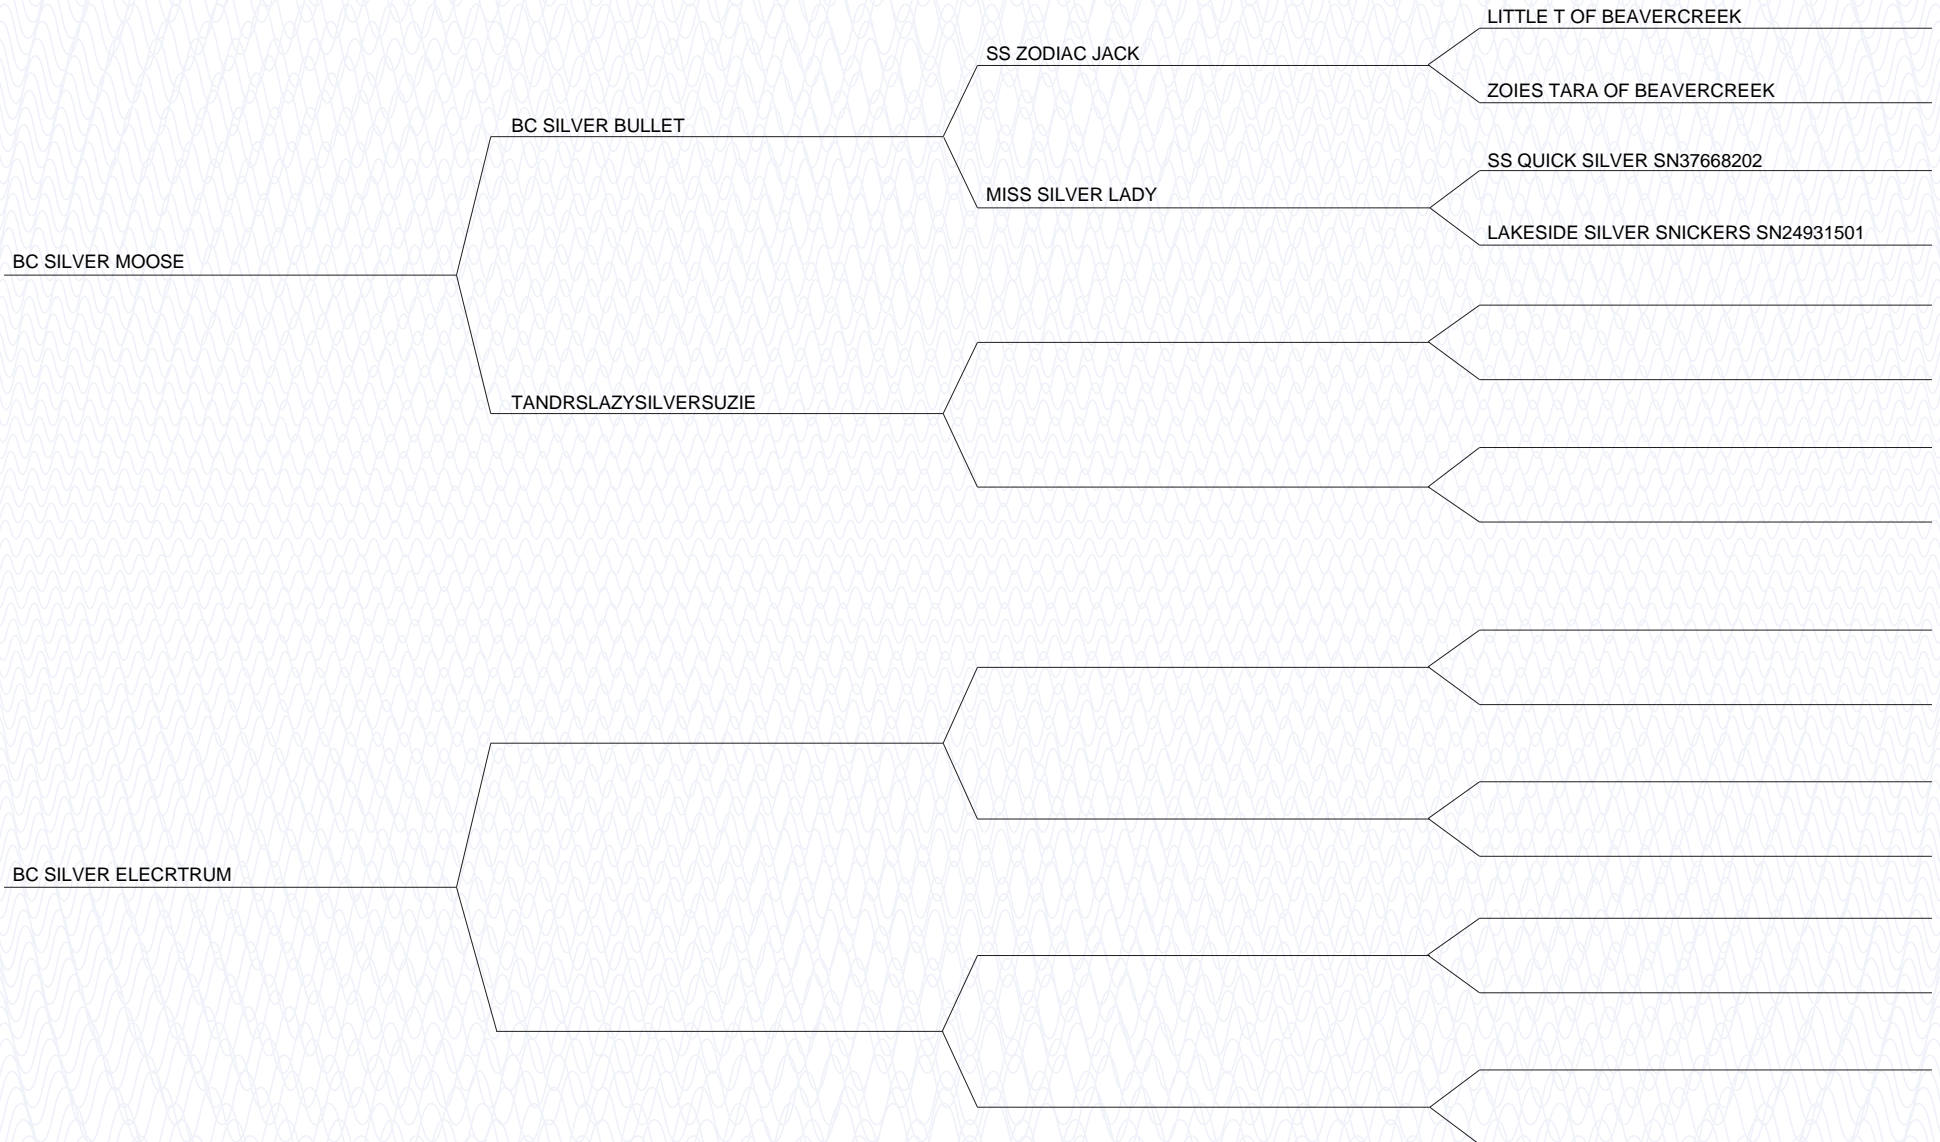 LITTLE T OF BEAVERCREEK
SS ZODIAC JACK
ZOIES TARA OF BEAVERCREEK
BC SILVER BULLET
SS QUICK SILVER SN37668202
MISS SILVER LADY
LAKESIDE SILVER SNICKERS SN24931501
BC SILVER MOOSE
TANDRSLAZYSILVERSUZIE
BC SILVER ELECRTRUM